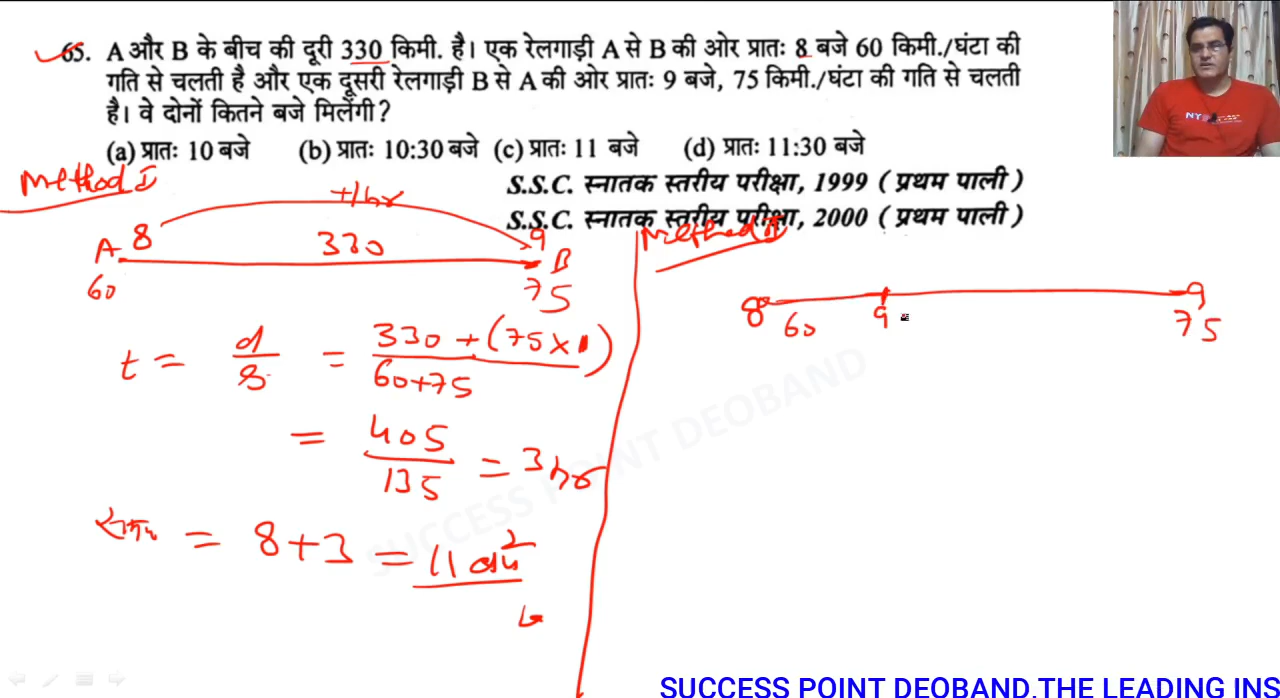 65. A और B के बीच की दूरी 330 किमी. है। एक रेलगाड़ी A से B की ओर प्रातः 8 बजे 60 किमी./घंटा की
गति से चलती है और एक दूसरी रेलगाड़ी B से A की ओर प्रातः 9 बजे, 75 किमी./घंटा की गति से चलती
है। वे दोनों कितने बजे मिलेंगी?
(a) प्रातः 10 बजे (b) प्रातः 10:30 बजे (c) प्रातः 11 बजे (d) प्रातः 11:30 बजे
S.S.C. स्नातक स्तरीय परीक्षा, 1999 ( प्रथम पाली )
S.S.C. स्नातक स्तरीय परीक्षा, 2000 ( प्रथम पाली )
NY
Method I
+1hr
A 8 330 9 B
60 75
t = d/s = 330 + (75 × 1) / 60+75
= 405/135 = 3hr
समय = 8+3 = 11
Method II
8 60 9 9
75
SUCCESS POINT DEOBAND
SUCCESS POINT DEOBAND,THE LEADING INS